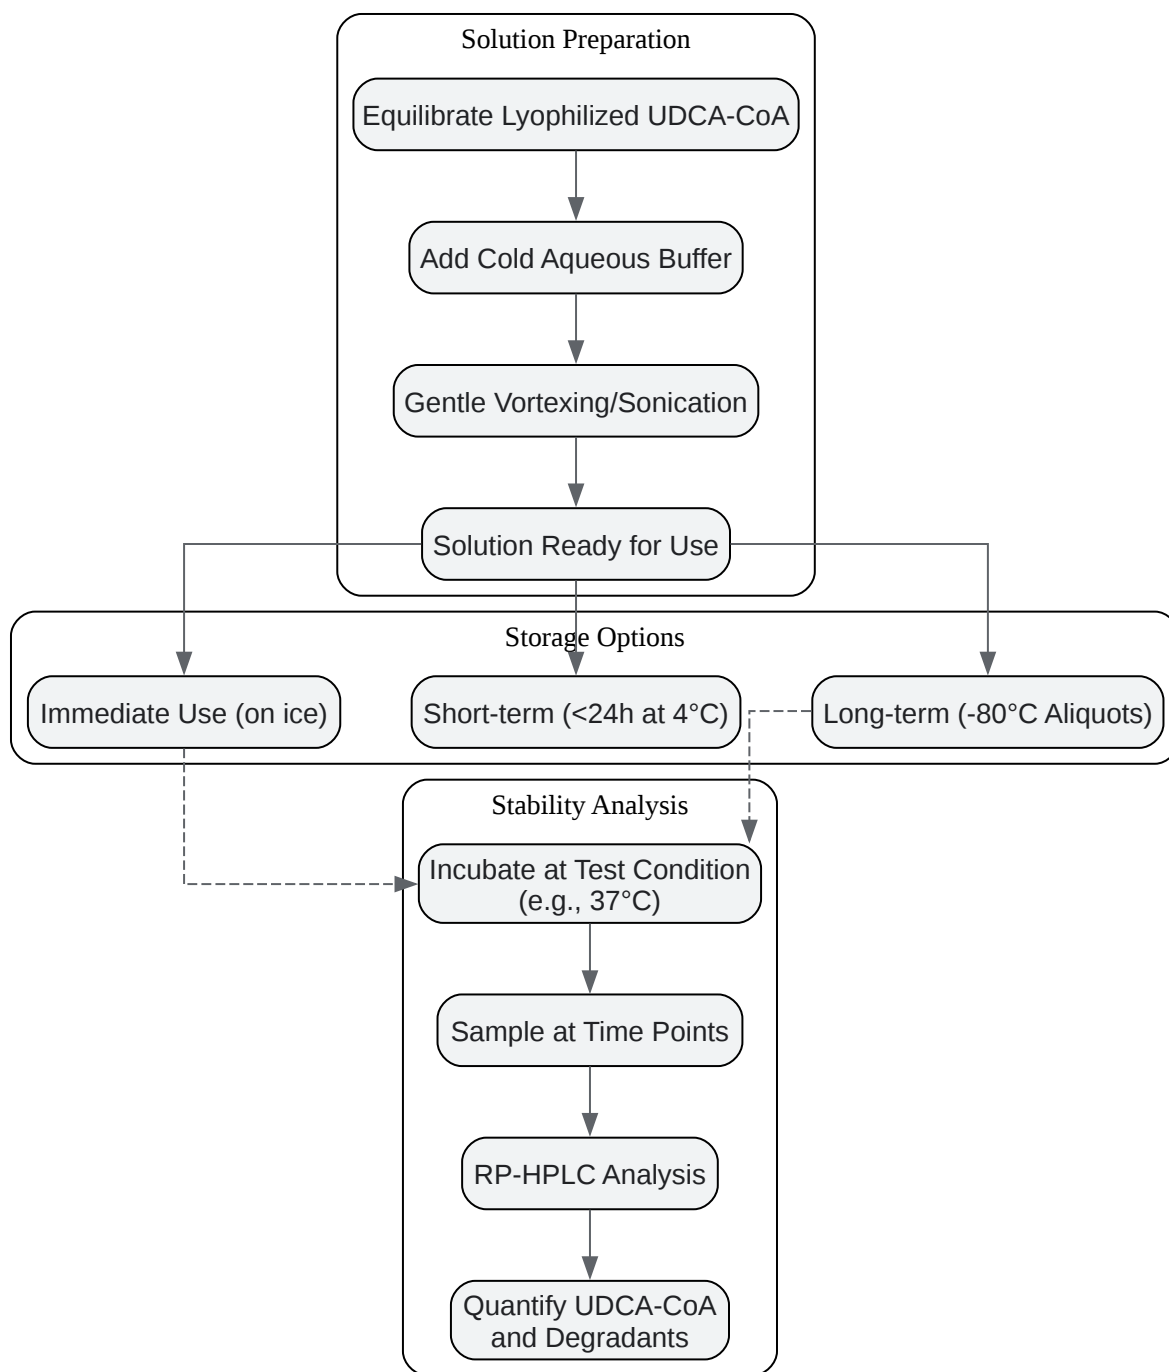 Solution Preparation
Equilibrate Lyophilized UDCA-CoA
Add Cold Aqueous Buffer
Gentle Vortexing/Sonication
Solution Ready for Use
Storage Options
Immediate Use (on ice)
Short-term (<24h at 4°C)
Long-term (-80°C Aliquots)
Stability Analysis
Incubate at Test Condition
(e.g., 37°C)
Sample at Time Points
RP-HPLC Analysis
Quantify UDCA-CoA
and Degradants